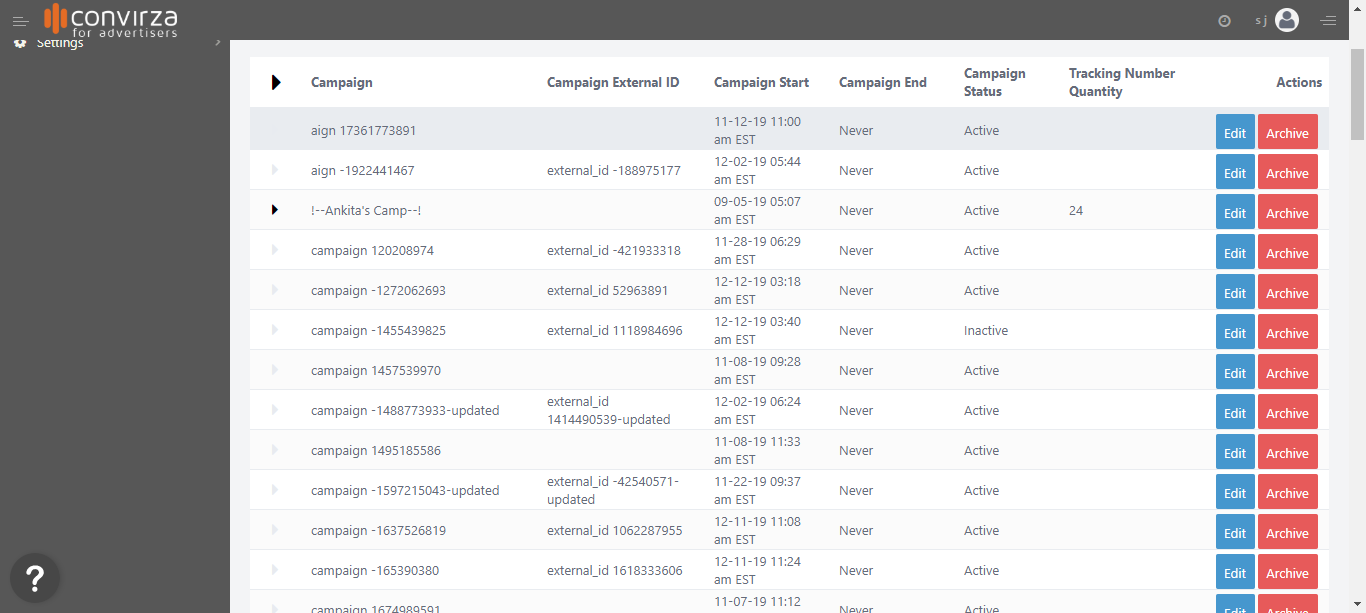 convirza
for advertisers
s j
Settings
Campaign Campaign External ID Campaign Start Campaign End Campaign Status Tracking Number Quantity Actions
aign 17361773891 11-12-19 11:00 am EST Never Active Edit Archive
aign -1922441467 external_id -188975177 12-02-19 05:44 am EST Never Active Edit Archive
!--Ankita's Camp--! 09-05-19 05:07 am EST Never Active 24 Edit Archive
campaign 120208974 external_id -421933318 11-28-19 06:29 am EST Never Active Edit Archive
campaign -1272062693 external_id 52963891 12-12-19 03:18 am EST Never Active Edit Archive
campaign -1455439825 external_id 1118984696 12-12-19 03:40 am EST Never Inactive Edit Archive
campaign 1457539970 11-08-19 09:28 am EST Never Active Edit Archive
campaign -1488773933-updated external_id 1414490539-updated 12-02-19 06:24 am EST Never Active Edit Archive
campaign 1495185586 11-08-19 11:33 am EST Never Active Edit Archive
campaign -1597215043-updated external_id -42540571-updated 11-22-19 09:37 am EST Never Active Edit Archive
campaign -1637526819 external_id 1062287955 12-11-19 11:08 am EST Never Active Edit Archive
campaign -165390380 external_id 1618333606 12-11-19 11:24 am EST Never Active Edit Archive
campaign 1674989591 11-07-19 11:12 Never Active Edit Archive
?